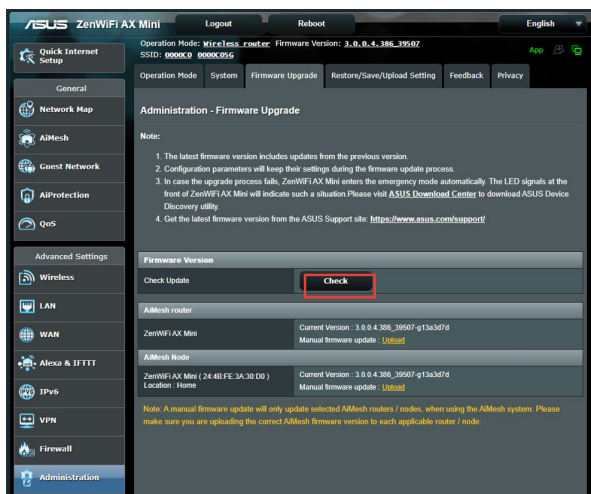 ASUS ZenWiFi AX Mini Logout Reboot English
Operation Mode: Wireless router Firmware Version: 3.0.0.4.386_39507
SSID: 0000C0 0000C05G
App
Quick Internet
Setup
Operation Mode System Firmware Upgrade Restore/Save/Upload Setting Feedback Privacy
General
Network Map
AiMesh
Guest Network
AiProtection
QoS
Advanced Settings
Wireless
LAN
WAN
Alexa & IFTTT
IPv6
VPN
Firewall
Administration
Administration - Firmware Upgrade
Note:
1. The latest firmware version includes updates from the previous version.
2. Configuration parameters will keep their settings during the firmware update process.
3. In case the upgrade process fails, ZenWiFi AX Mini enters the emergency mode automatically. The LED signals at the
front of ZenWiFi AX Mini will indicate such a situation.Please visit ASUS Download Center to download ASUS Device
Discovery utility.
4. Get the latest firmware version from the ASUS Support site: https://www.asus.com/support/
Firmware Version
Check Update Check
AiMesh router
ZenWiFi AX Mini
Current Version : 3.0.0.4.386_39507-g13a3d7d
Manual firmware update : Upload
AiMesh Node
ZenWiFi AX Mini ( 24:4B:FE:3A:30:D0 )
Location : Home
Current Version : 3.0.0.4.386_39507-g13a3d7d
Manual firmware update : Upload
Note: A manual firmware update will only update selected AiMesh routers / nodes, when using the AiMesh system. Please
make sure you are uploading the correct AiMesh firmware version to each applicable router / node.